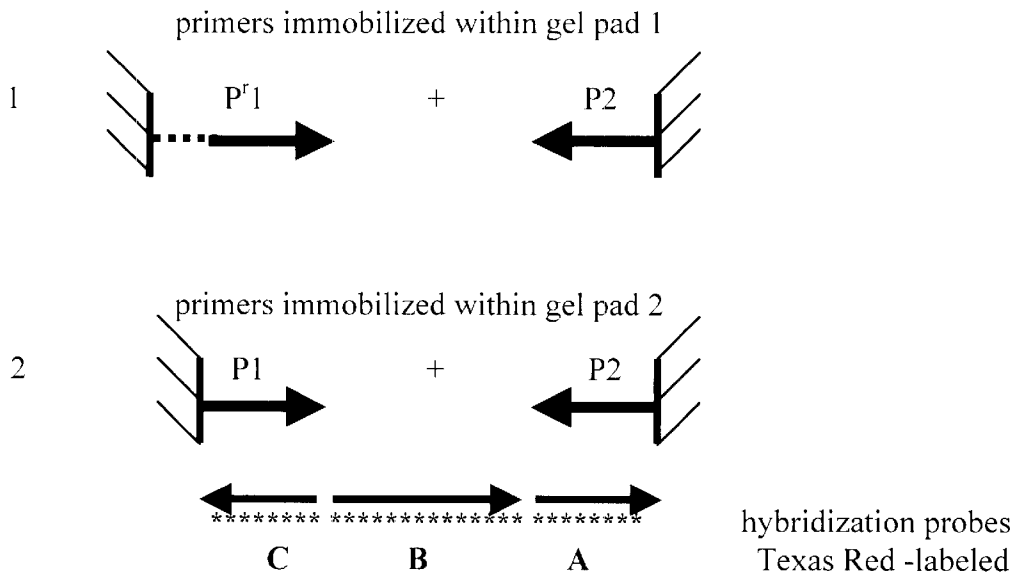 primers immobilized within gel pad 1
1 Pʳ1 + P2
primers immobilized within gel pad 2
2 P1 + P2
******** ************* ********
hybridization probes
C B A Texas Red -labeled